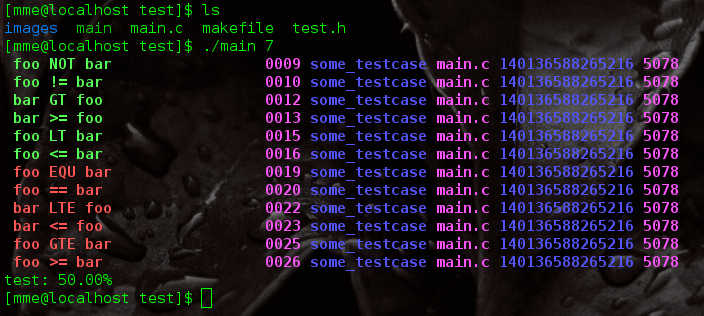 [mme@localhost test]$ ls
images  main  main.c  makefile  test.h
[mme@localhost test]$ ./main 7
foo NOT bar 0009 some_testcase main.c 140136588265216 5078
foo != bar 0010 some_testcase main.c 140136588265216 5078
bar GT foo 0012 some_testcase main.c 140136588265216 5078
bar >= foo 0013 some_testcase main.c 140136588265216 5078
foo LT bar 0015 some_testcase main.c 140136588265216 5078
foo <= bar 0016 some_testcase main.c 140136588265216 5078
foo EQU bar 0019 some_testcase main.c 140136588265216 5078
foo == bar 0020 some_testcase main.c 140136588265216 5078
bar LTE foo 0022 some_testcase main.c 140136588265216 5078
bar <= foo 0023 some_testcase main.c 140136588265216 5078
foo GTE bar 0025 some_testcase main.c 140136588265216 5078
foo >= bar 0026 some_testcase main.c 140136588265216 5078
test: 50.00%
[mme@localhost test]$